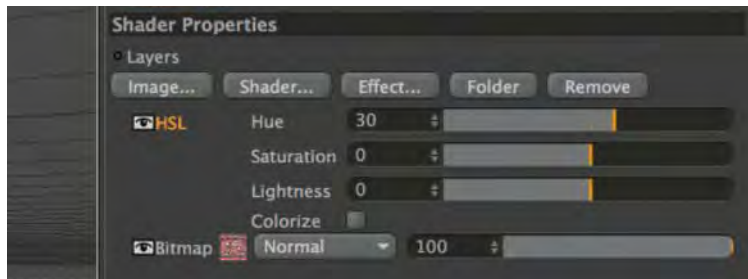 Shader Properties
Layers
Image... Shader... Effect... Folder Remove
HSL Hue 30
Saturation 0
Lightness 0
Colorize
Bitmap Normal 100